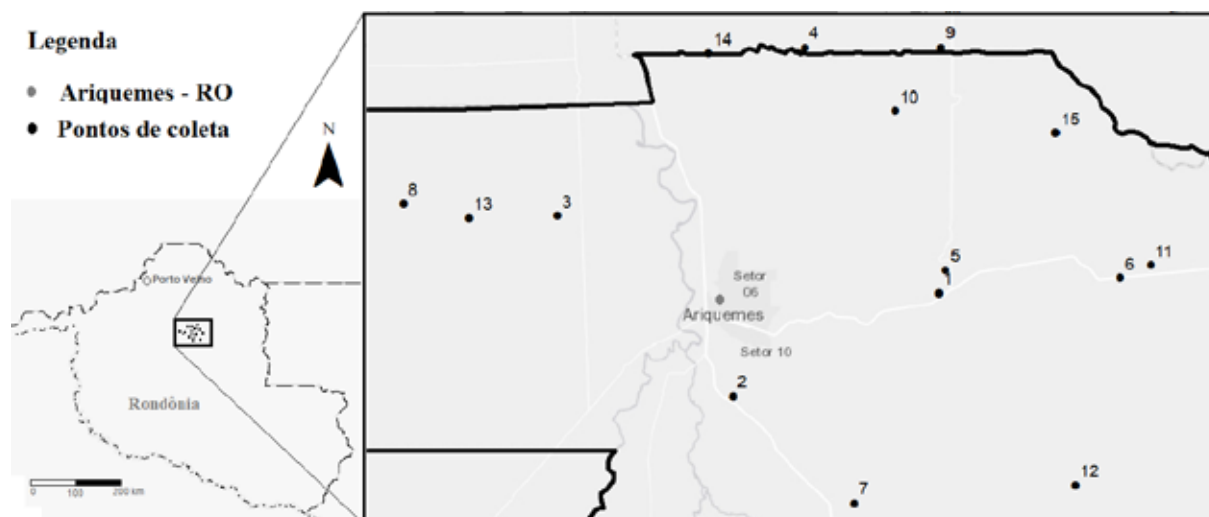 Legenda
Ariquemes - RO
Pontos de coleta
N
Porto Velho
Rondônia
0 100 200 km
14
4
9
10
15
8
13
3
5
1
6
11
Setor
06
Ariquemes
Setor 10
2
7
12